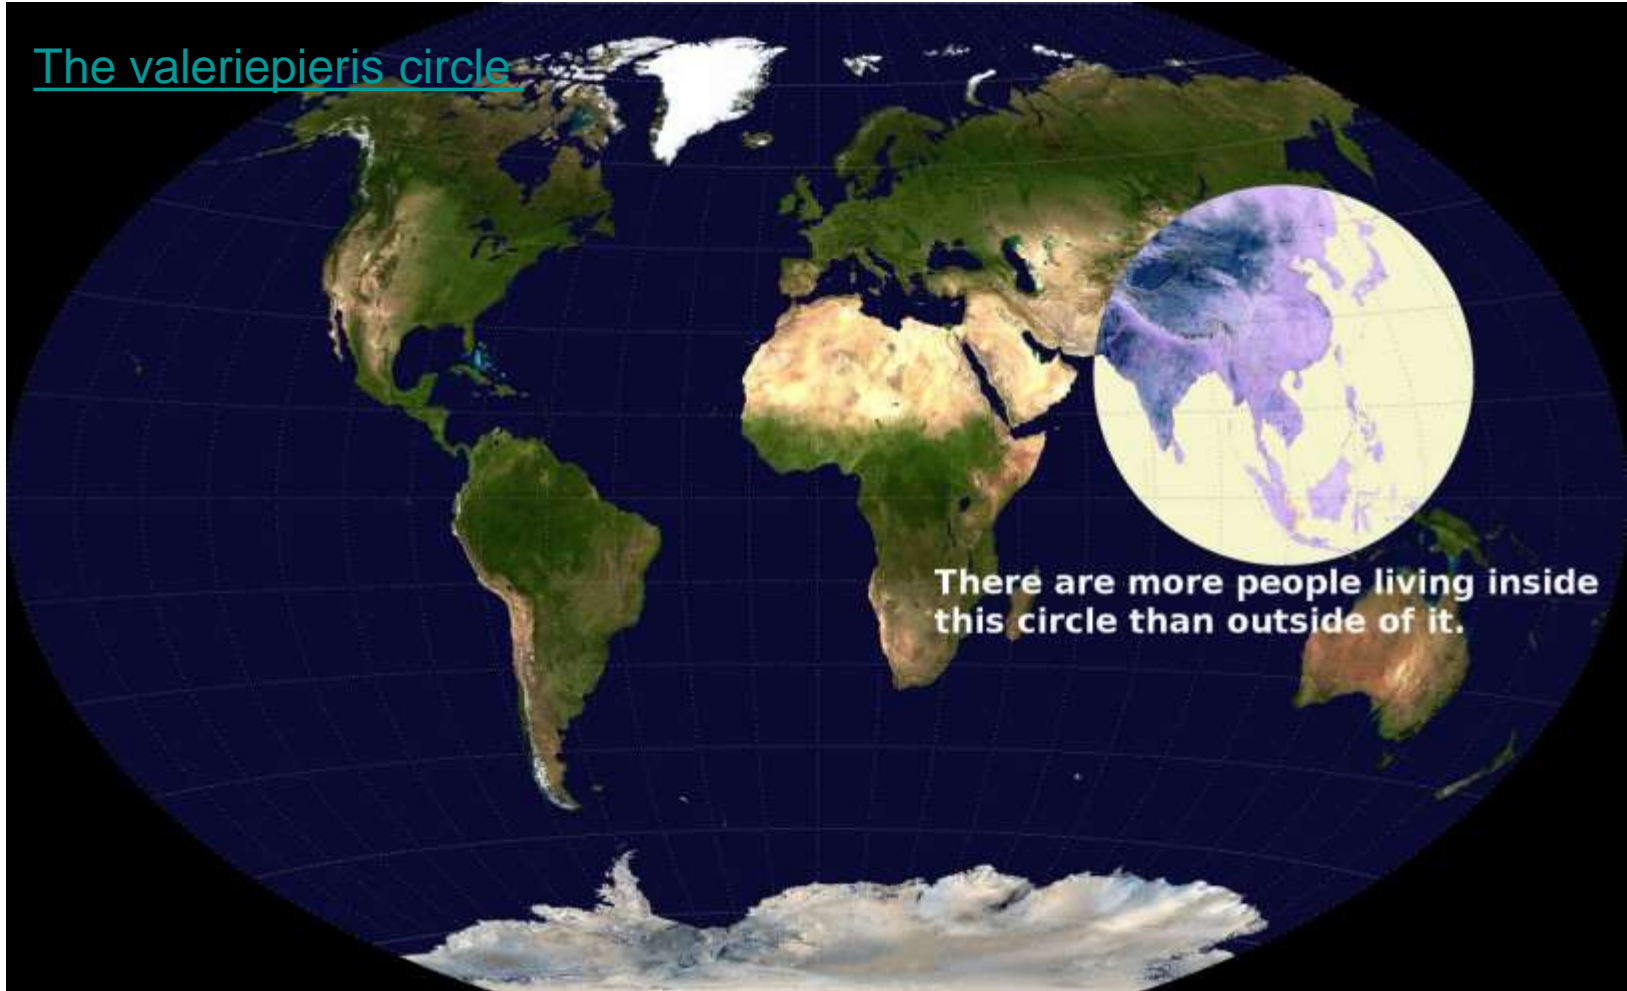 The valeriepieris circle
There are more people living inside
this circle than outside of it.